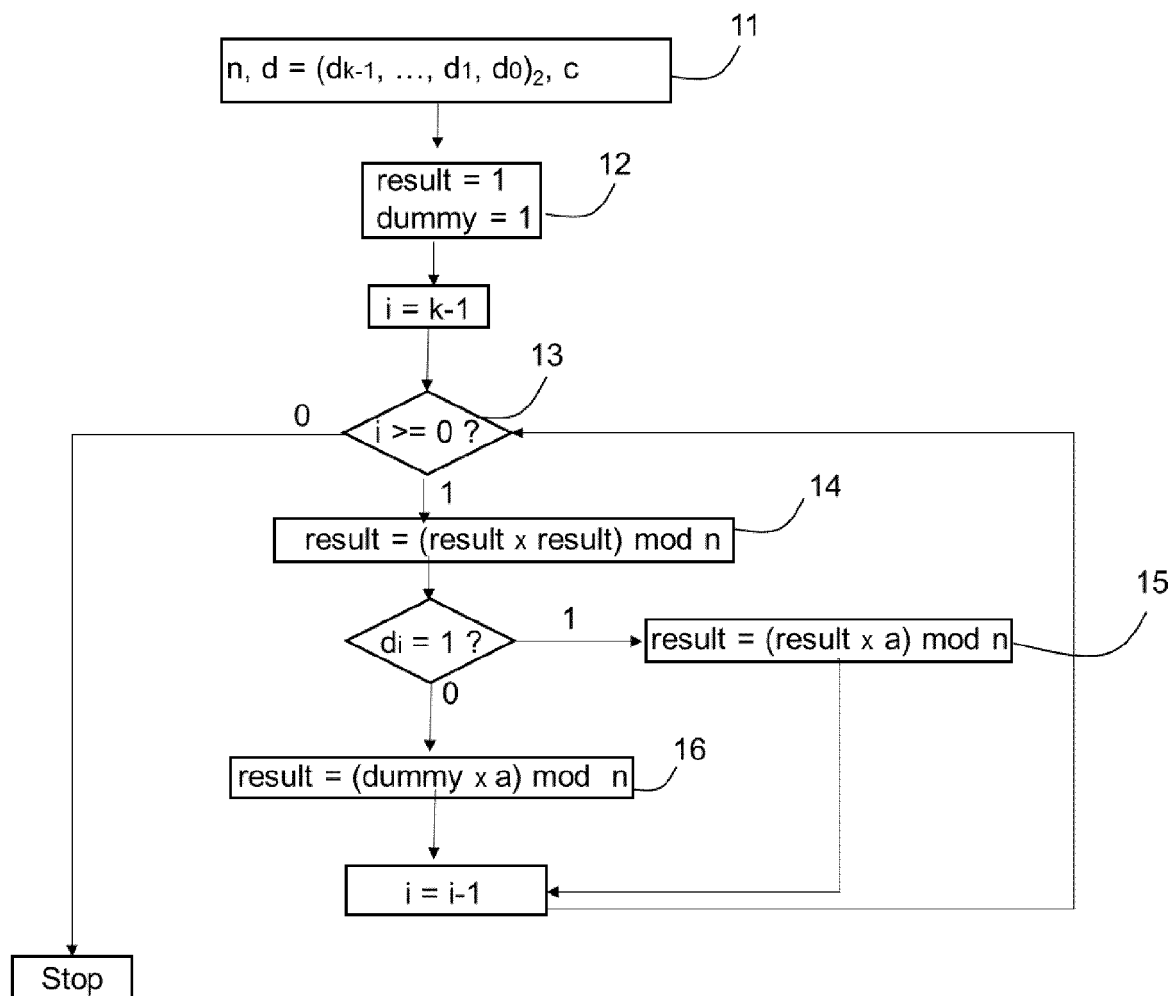 11
n, d = (dk-1, ..., d1, d0)₂, c
12
result = 1
dummy = 1
i = k-1
13
0
i >= 0 ?
1
14
result = (result x result) mod n
15
di = 1 ?
1
result = (result x a) mod n
0
16
result = (dummy x a) mod n
i = i-1
Stop